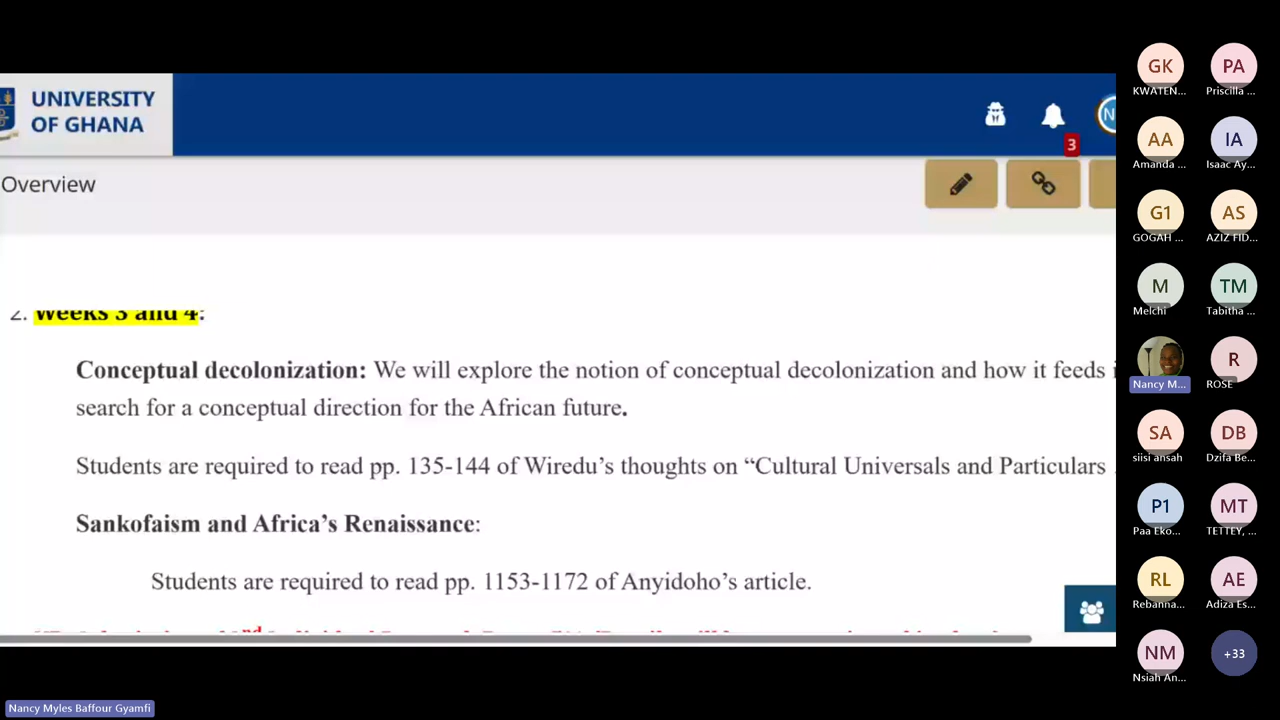 UNIVERSITY
OF GHANA
N
3
Overview
2. Weeks 3 and 4:
Conceptual decolonization: We will explore the notion of conceptual decolonization and how it feeds
search for a conceptual direction for the African future.
Students are required to read pp. 135-144 of Wiredu’s thoughts on “Cultural Universals and Particulars
Sankofaism and Africa’s Renaissance:
Students are required to read pp. 1153-1172 of Anyidoho’s article.
GK
KWATEN...
PA
Priscilla ...
AA
Amanda ...
IA
Isaac Ay...
G1
GOGAH ...
AS
AZIZ FID...
M
Melchi
TM
Tabitha ...
Nancy M...
R
ROSE
SA
siisi ansah
DB
Dzifa Be...
P1
Paa Eko...
MT
TETTEY, ...
RL
Rebanna...
AE
Adiza Es...
NM
Nsiah An...
+33
Nancy Myles Baffour Gyamfi